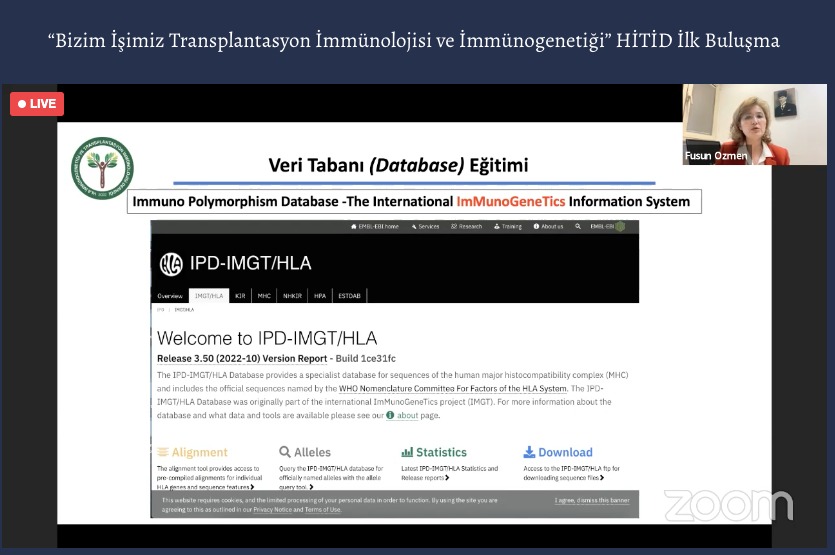 “Bizim İşimiz Transplantasyon İmmünolojisi ve İmmünogenetiği” HİTİD İlk Buluşma
LIVE
Fusun Ozmen
Veri Tabanı (Database) Eğitimi
Immuno Polymorphism Database -The International ImMunoGeneTics Information System
EMBL-EBI home Services Research Training About us EMBL-EBI
HLA IPD-IMGT/HLA
Overview IMGT/HLA KIR MHC NHKIR HPA ESTDAB
IPD IMGT/HLA
Welcome to IPD-IMGT/HLA
Release 3.50 (2022-10) Version Report - Build 1ce31fc
The IPD-IMGT/HLA Database provides a specialist database for sequences of the human major histocompatibility complex (MHC)
and includes the official sequences named by the WHO Nomenclature Committee For Factors of the HLA System. The IPD-
IMGT/HLA Database was originally part of the international ImMunoGeneTics project (IMGT). For more information about the
database and what data and tools are available please see our about page.
Alignment Alleles Statistics Download
The alignment tool provides access to Query the IPD-IMGT/HLA database for Latest IPD-IMGT/HLA Statistics and Access to the IPD-IMGT/HLA ftp for
pre-compiled alignments for individual officially named alleles with the allele Release reports downloading sequence files
HLA genes and sequence features query tool.
This website requires cookies, and the limited processing of your personal data in order to function. By using the site you are I agree, dismiss this banner
agreeing to this as outlined in our Privacy Notice and Terms of Use.
zoom